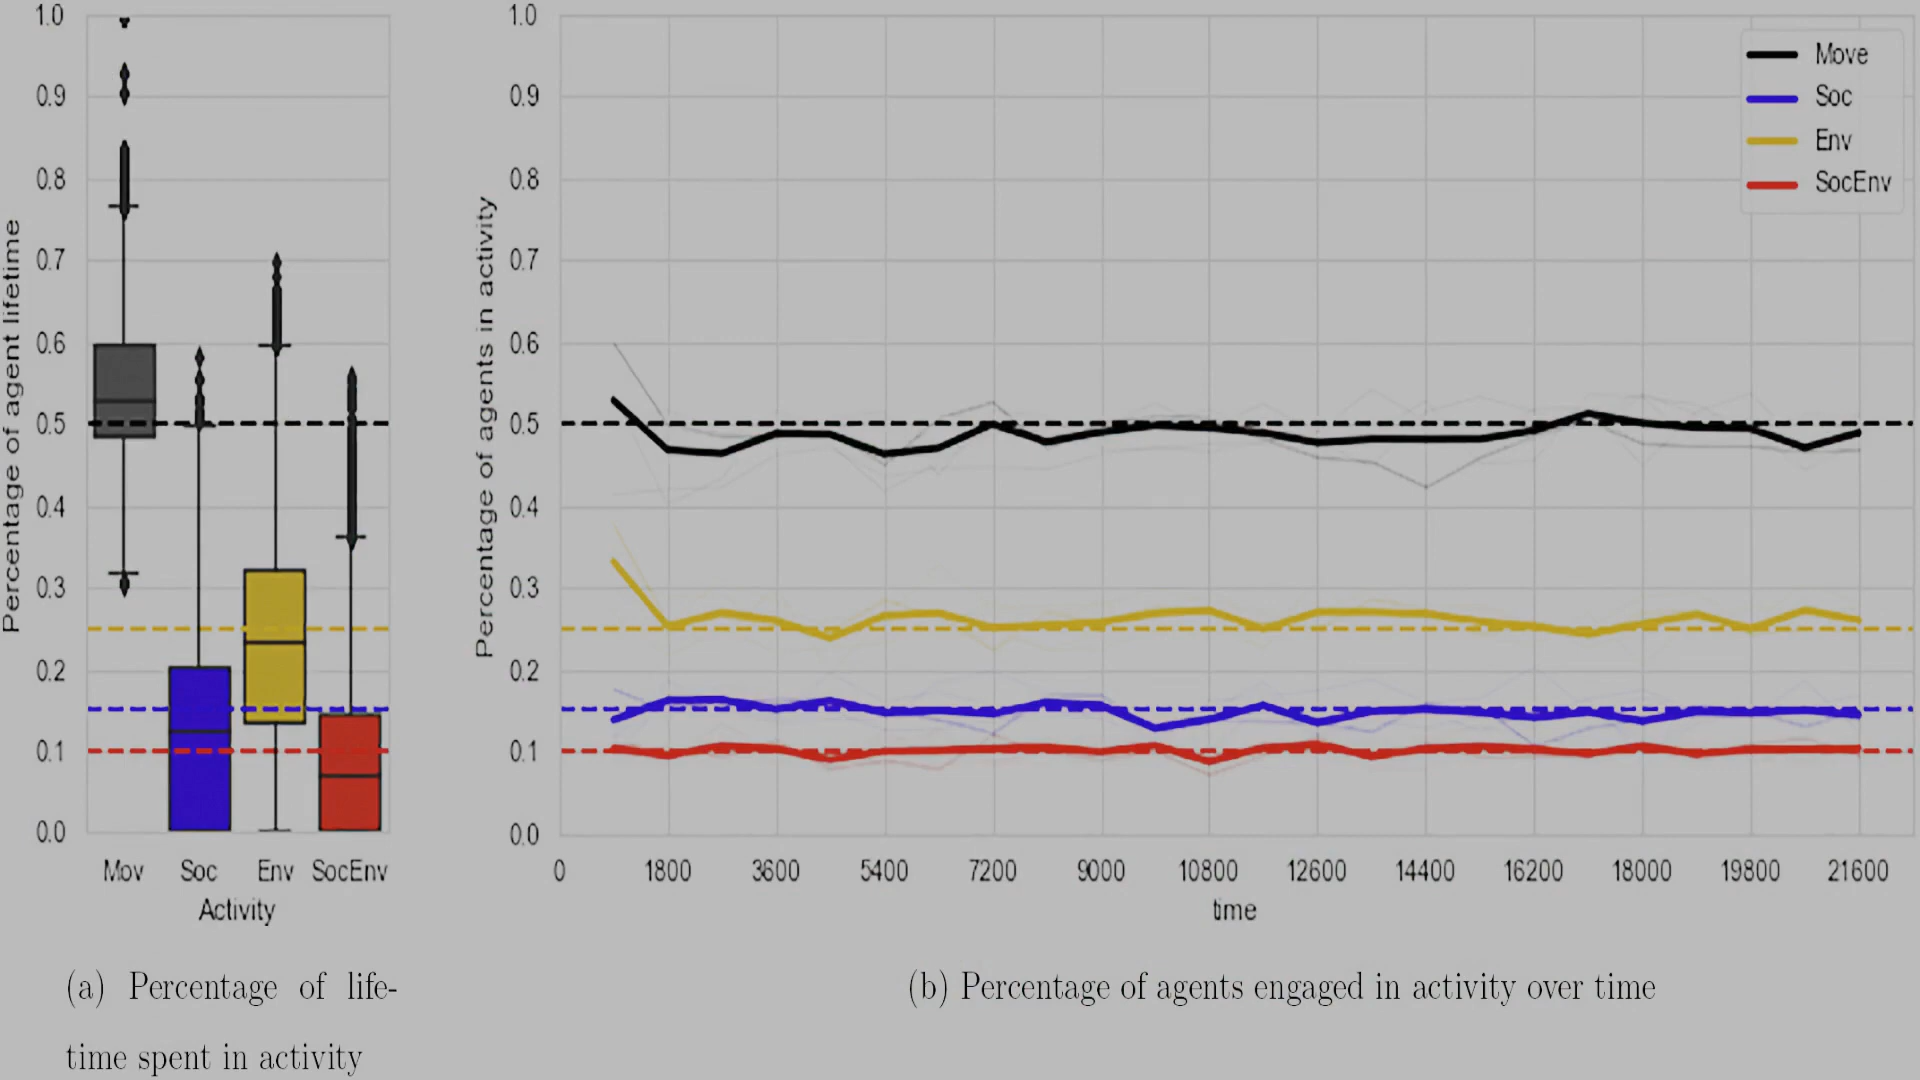 Percentage of agent lifetime
1.0
0.9
0.8
0.7
0.6
0.5
0.4
0.3
0.2
0.1
0.0
Mov Soc Env SocEnv
Activity
Percentage of agents in activity
1.0
0.9
0.8
0.7
0.6
0.5
0.4
0.3
0.2
0.1
0.0
0 1800 3600 5400 7200 9000 10800 12600 14400 16200 18000 19800 21600
time
Move
Soc
Env
SocEnv
(a) Percentage of life-
time spent in activity
(b) Percentage of agents engaged in activity over time